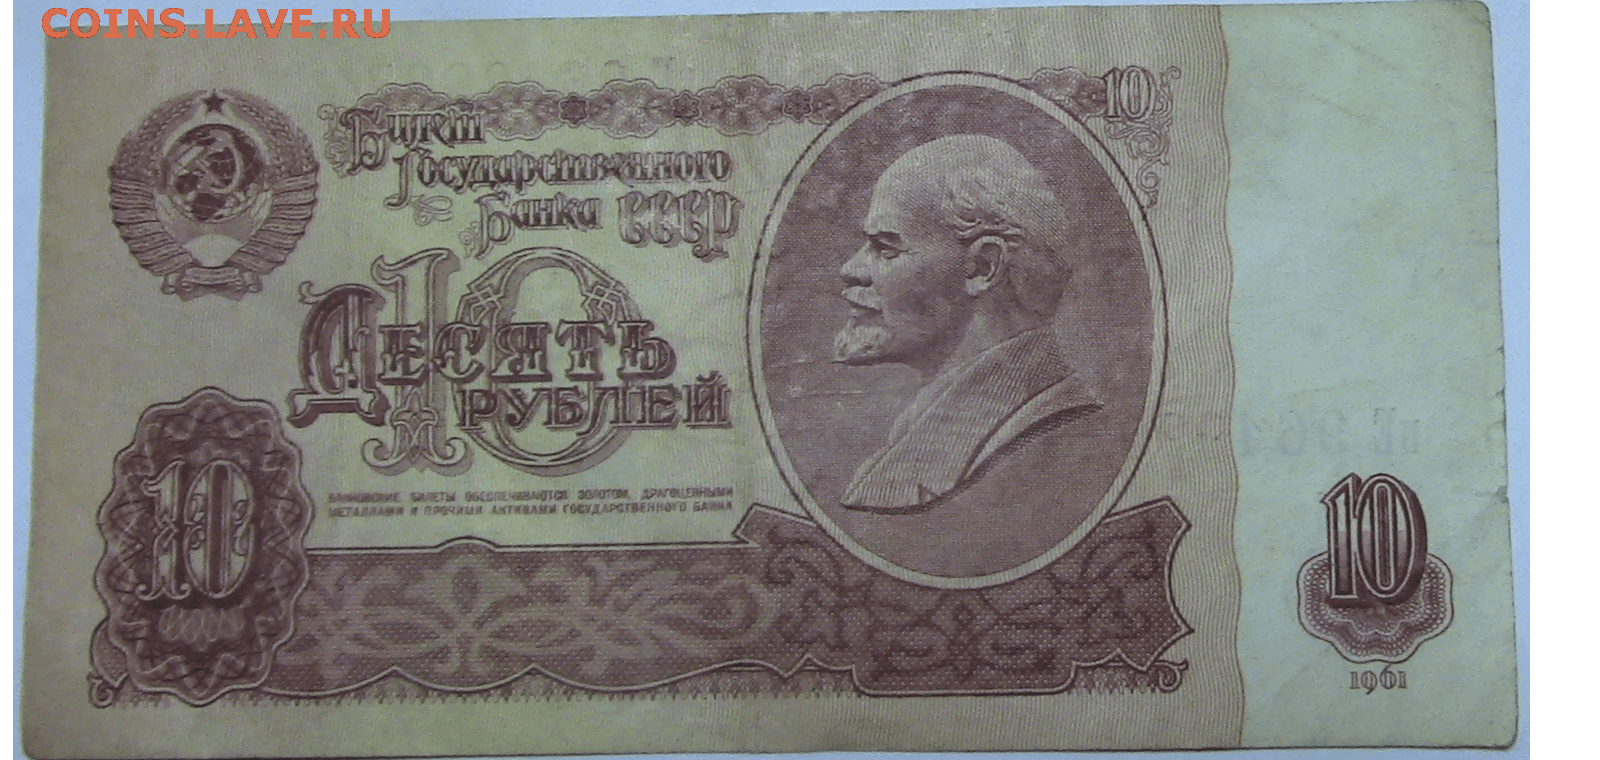 COINS.LAVE.RU
10
Билет
Государственного
Банка СССР
10
Десять
рублей
10
БАНКОВСКИЕ БИЛЕТЫ ОБЕСПЕЧИВАЮТСЯ ЗОЛОТОМ, ДРАГОЦЕННЫМИ
МЕТАЛЛАМИ И ПРОЧИМИ АКТИВАМИ ГОСУДАРСТВЕННОГО БАНКА
10
1961